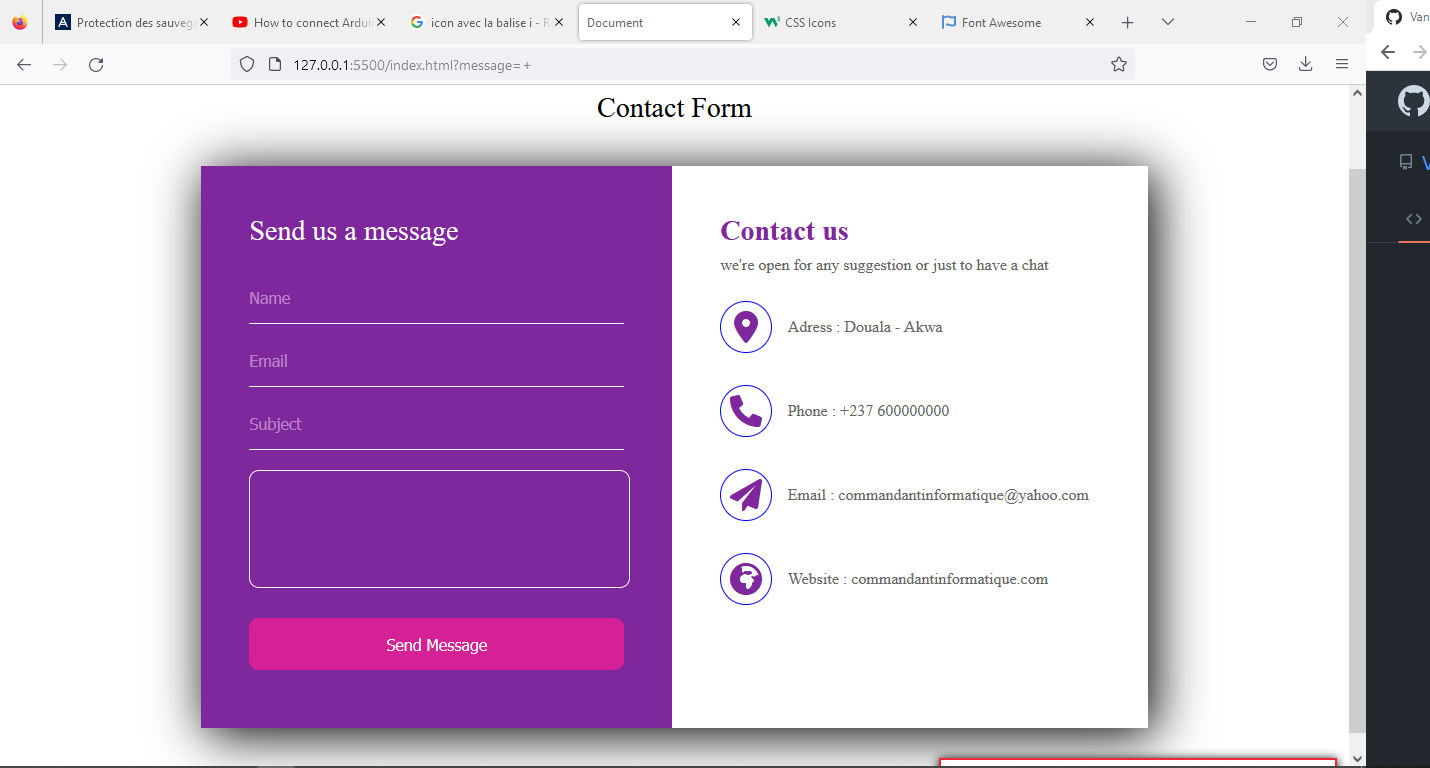 Protection des sauveg
How to connect Ardui
icon avec la balise i - R
Document
CSS Icons
Font Awesome
Van
127.0.0.1:5500/index.html?message=+
Contact Form
Send us a message
Name
Email
Subject
Send Message
Contact us
we're open for any suggestion or just to have a chat
Adress : Douala - Akwa
Phone : +237 600000000
Email : commandantinformatique@yahoo.com
Website : commandantinformatique.com